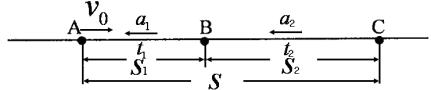 v₀ a₁ a₂
A B C
t₁ t₂
S₁ S₂
S